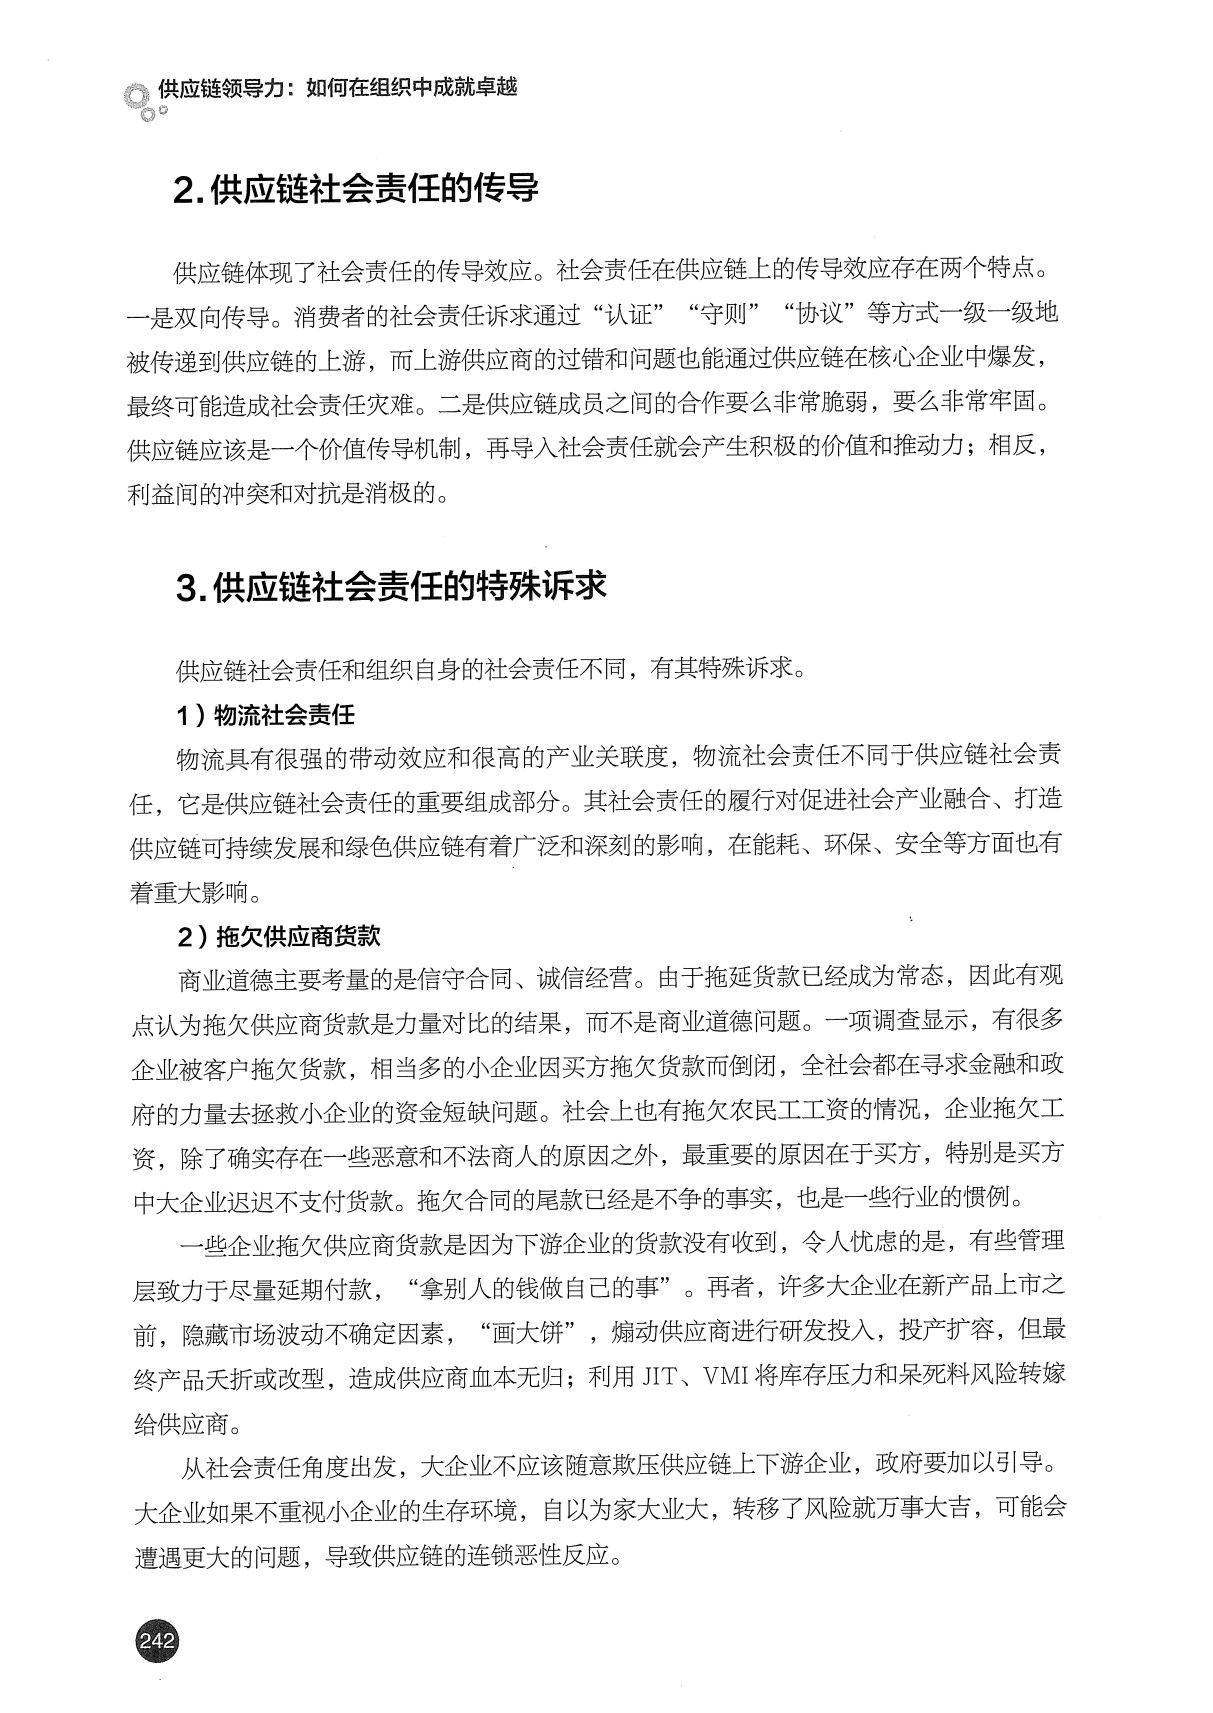 供应链领导力：如何在组织中成就卓越
2.供应链社会责任的传导
供应链体现了社会责任的传导效应。社会责任在供应链上的传导效应存在两个特点。
一是双向传导。消费者的社会责任诉求通过“认证”“守则”“协议”等方式一级一级地
被传递到供应链的上游，而上游供应商的过错和问题也能通过供应链在核心企业中爆发，
最终可能造成社会责任灾难。二是供应链成员之间的合作要么非常脆弱，要么非常牢固。
供应链应该是一个价值传导机制，再导入社会责任就会产生积极的价值和推动力；相反，
利益间的冲突和对抗是消极的。
3.供应链社会责任的特殊诉求
供应链社会责任和组织自身的社会责任不同，有其特殊诉求。
1）物流社会责任
物流具有很强的带动效应和很高的产业关联度，物流社会责任不同于供应链社会责
任，它是供应链社会责任的重要组成部分。其社会责任的履行对促进社会产业融合、打造
供应链可持续发展和绿色供应链有着广泛和深刻的影响，在能耗、环保、安全等方面也有
着重大影响。
2）拖欠供应商货款
商业道德主要考量的是信守合同、诚信经营。由于拖延货款已经成为常态，因此有观
点认为拖欠供应商货款是力量对比的结果，而不是商业道德问题。一项调查显示，有很多
企业被客户拖欠货款，相当多的小企业因买方拖欠货款而倒闭，全社会都在寻求金融和政
府的力量去拯救小企业的资金短缺问题。社会上也有拖欠农民工工资的情况，企业拖欠工
资，除了确实存在一些恶意和不法商人的原因之外，最重要的原因在于买方，特别是买方
中大企业迟迟不支付货款。拖欠合同的尾款已经是不争的事实，也是一些行业的惯例。
一些企业拖欠供应商货款是因为下游企业的货款没有收到，令人忧虑的是，有些管理
层致力于尽量延期付款，“拿别人的钱做自己的事”。再者，许多大企业在新产品上市之
前，隐藏市场波动不确定因素，“画大饼”，煽动供应商进行研发投入，投产扩容，但最
终产品夭折或改型，造成供应商血本无归；利用 JIT、VMI 将库存压力和呆死料风险转嫁
给供应商。
从社会责任角度出发，大企业不应该随意欺压供应链上下游企业，政府要加以引导。
大企业如果不重视小企业的生存环境，自以为家大业大，转移了风险就万事大吉，可能会
遭遇更大的问题，导致供应链的连锁恶性反应。
242